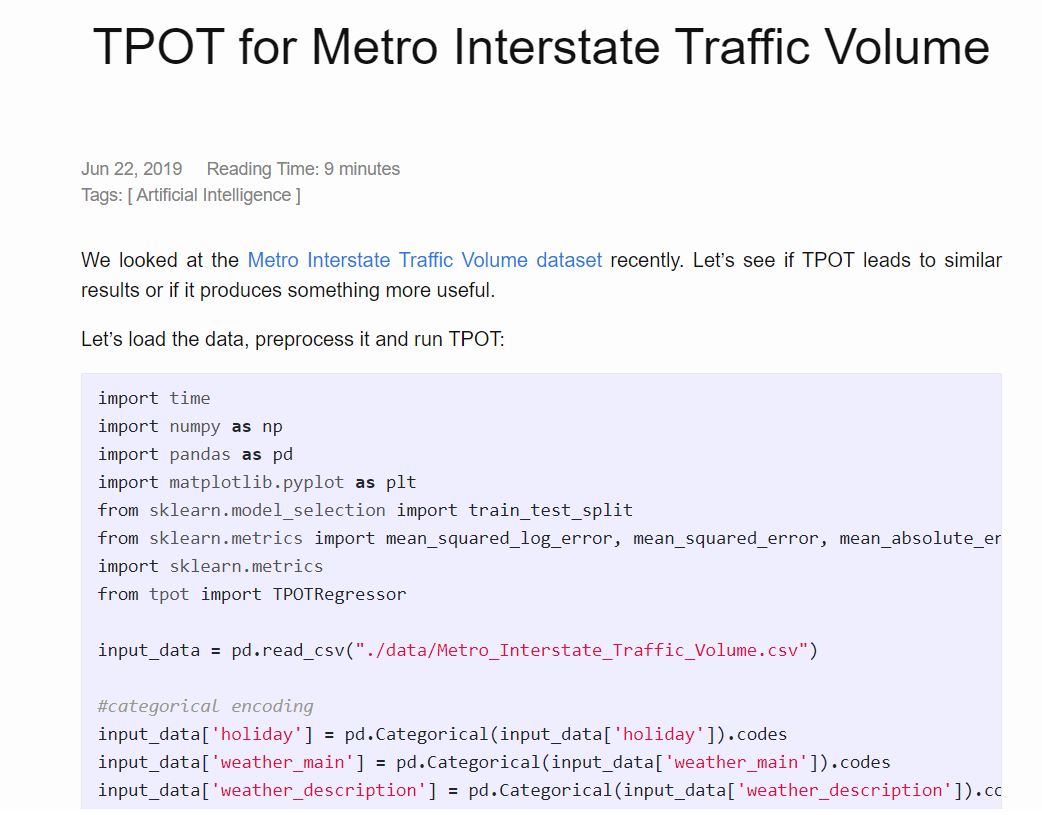 TPOT for Metro Interstate Traffic Volume
Jun 22, 2019 Reading Time: 9 minutes
Tags: [ Artificial Intelligence ]
We looked at the Metro Interstate Traffic Volume dataset recently. Let’s see if TPOT leads to similar
results or if it produces something more useful.
Let’s load the data, preprocess it and run TPOT:
import time
import numpy as np
import pandas as pd
import matplotlib.pyplot as plt
from sklearn.model_selection import train_test_split
from sklearn.metrics import mean_squared_log_error, mean_squared_error, mean_absolute_er
import sklearn.metrics
from tpot import TPOTRegressor
input_data = pd.read_csv("./data/Metro_Interstate_Traffic_Volume.csv")
#categorical encoding
input_data['holiday'] = pd.Categorical(input_data['holiday']).codes
input_data['weather_main'] = pd.Categorical(input_data['weather_main']).codes
input_data['weather_description'] = pd.Categorical(input_data['weather_description']).cc